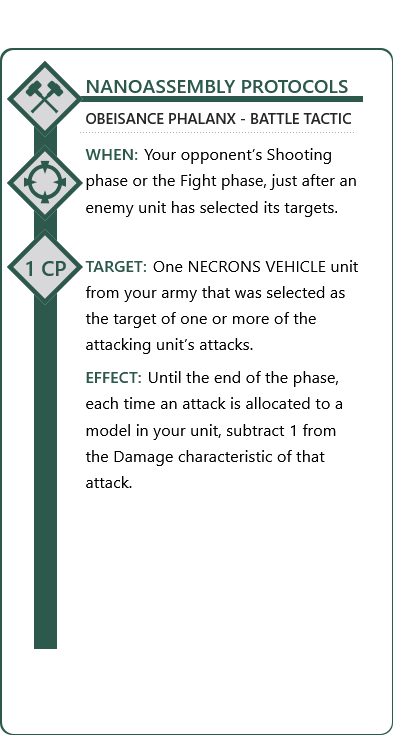 NANOASSEMBLY PROTOCOLS
OBEISANCE PHALANX - BATTLE TACTIC
WHEN: Your opponent’s Shooting
phase or the Fight phase, just after an
enemy unit has selected its targets.
1 CP
TARGET: One NECRONS VEHICLE unit
from your army that was selected as
the target of one or more of the
attacking unit’s attacks.
EFFECT: Until the end of the phase,
each time an attack is allocated to a
model in your unit, subtract 1 from
the Damage characteristic of that
attack.